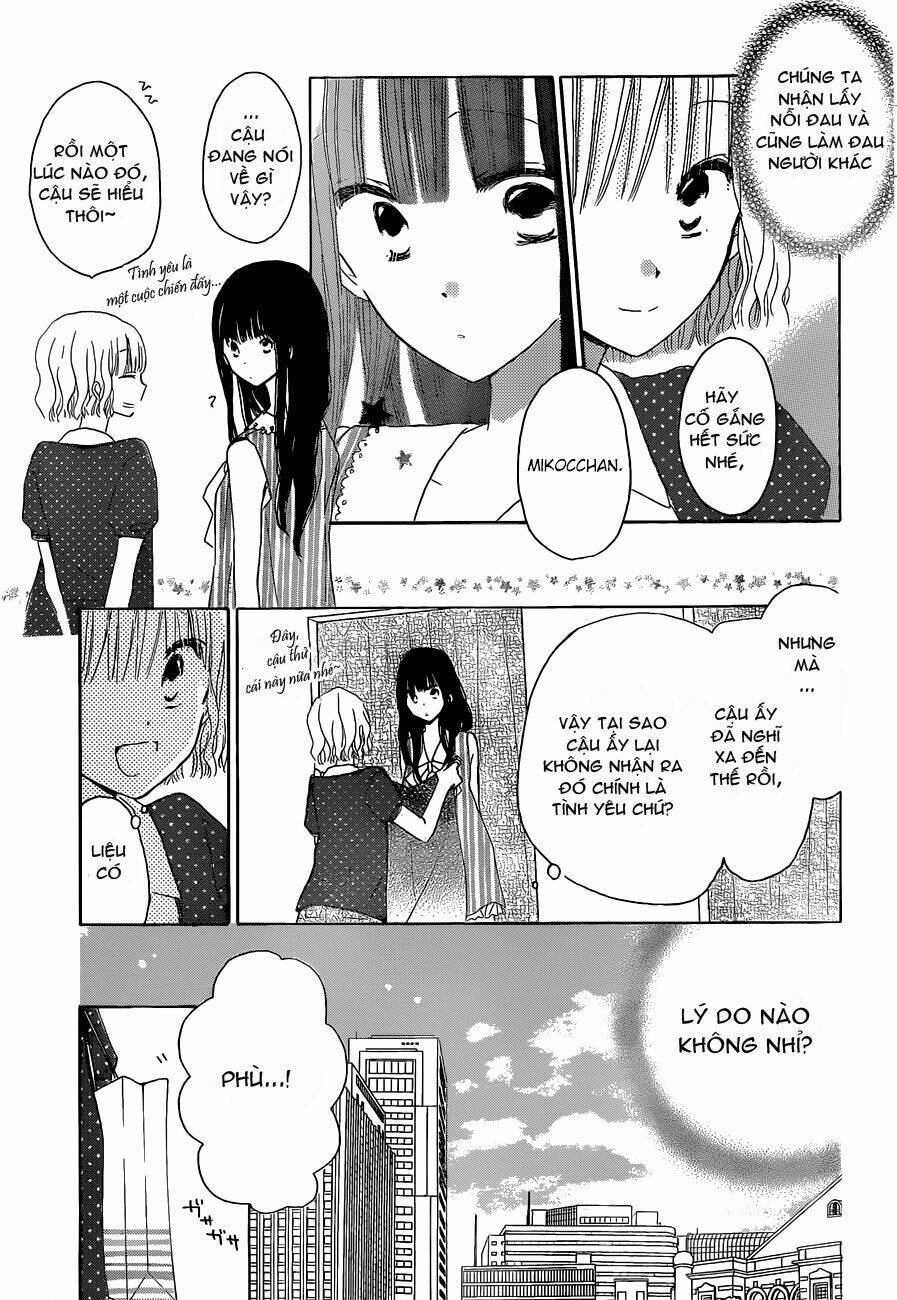 CHÚNG TA
NHẬN LẤY
NỖI ĐAU VÀ
CŨNG LÀM ĐAU
NGƯỜI KHÁC
HÃY
CỐ GẮNG
HẾT SỨC
NHÉ,
MIKOCCHAN.
...
CẬU
ĐANG NÓI
VỀ GÌ
VẬY?
?
RỒI MỘT
LÚC NÀO ĐÓ,
CẬU SẼ HIỂU
THÔI~
Tình yêu là
một cuộc chiến đấy...
NHƯNG
MÀ
...
CẬU ẤY
ĐÃ NGHĨ
XA ĐẾN
THẾ RỒI,
VẬY TẠI SAO
CẬU ẤY LẠI
KHÔNG NHẬN RA
ĐÓ CHÍNH LÀ
TÌNH YÊU CHỨ?
Đây,
cậu thử
cái này nữa nhé~
LIỆU
CÓ
LÝ DO NÀO
KHÔNG NHỈ?
PHÙ...!
ガサ
ガサ